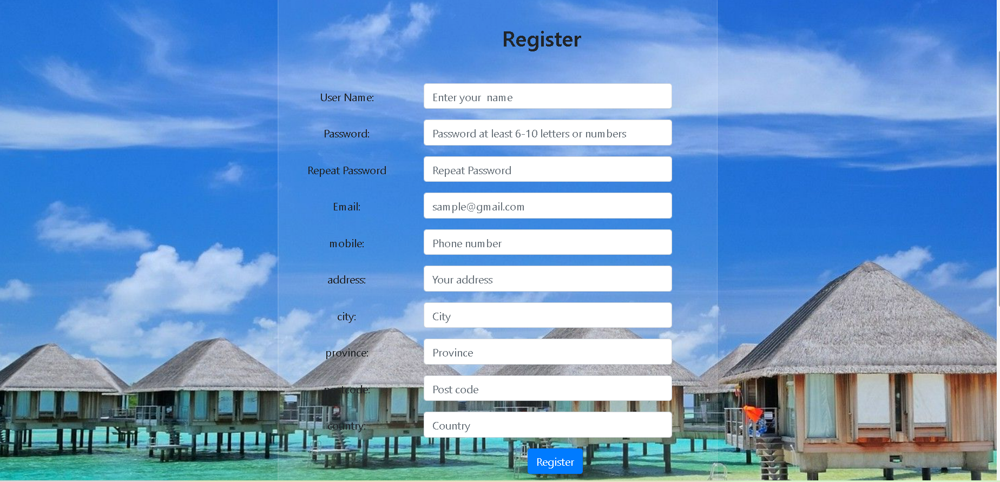 Register
User Name: Enter your  name
Password: Password at least 6-10 letters or numbers
Repeat Password Repeat Password
Email: sample@gmail.com
mobile: Phone number
address: Your address
city: City
province: Province
postcode: Post code
country: Country
Register